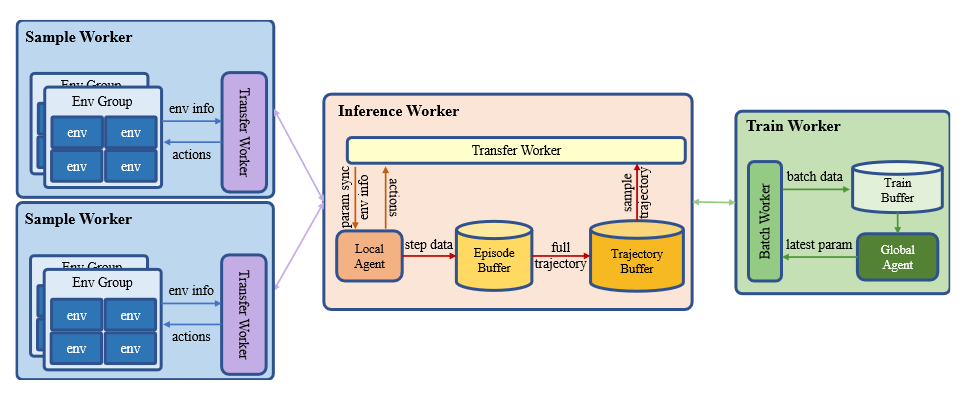 Sample Worker
Env Group
Env Group
env
env
env
env
env info
actions
Transfer Worker
Sample Worker
Env Group
Env Group
env
env
env
env
env info
actions
Transfer Worker
Inference Worker
Transfer Worker
param sync
env info
actions
sample
trajectory
Local
Agent
step data
Episode
Buffer
full
trajectory
Trajectory
Buffer
Train Worker
Batch Worker
batch data
Train
Buffer
latest param
Global
Agent